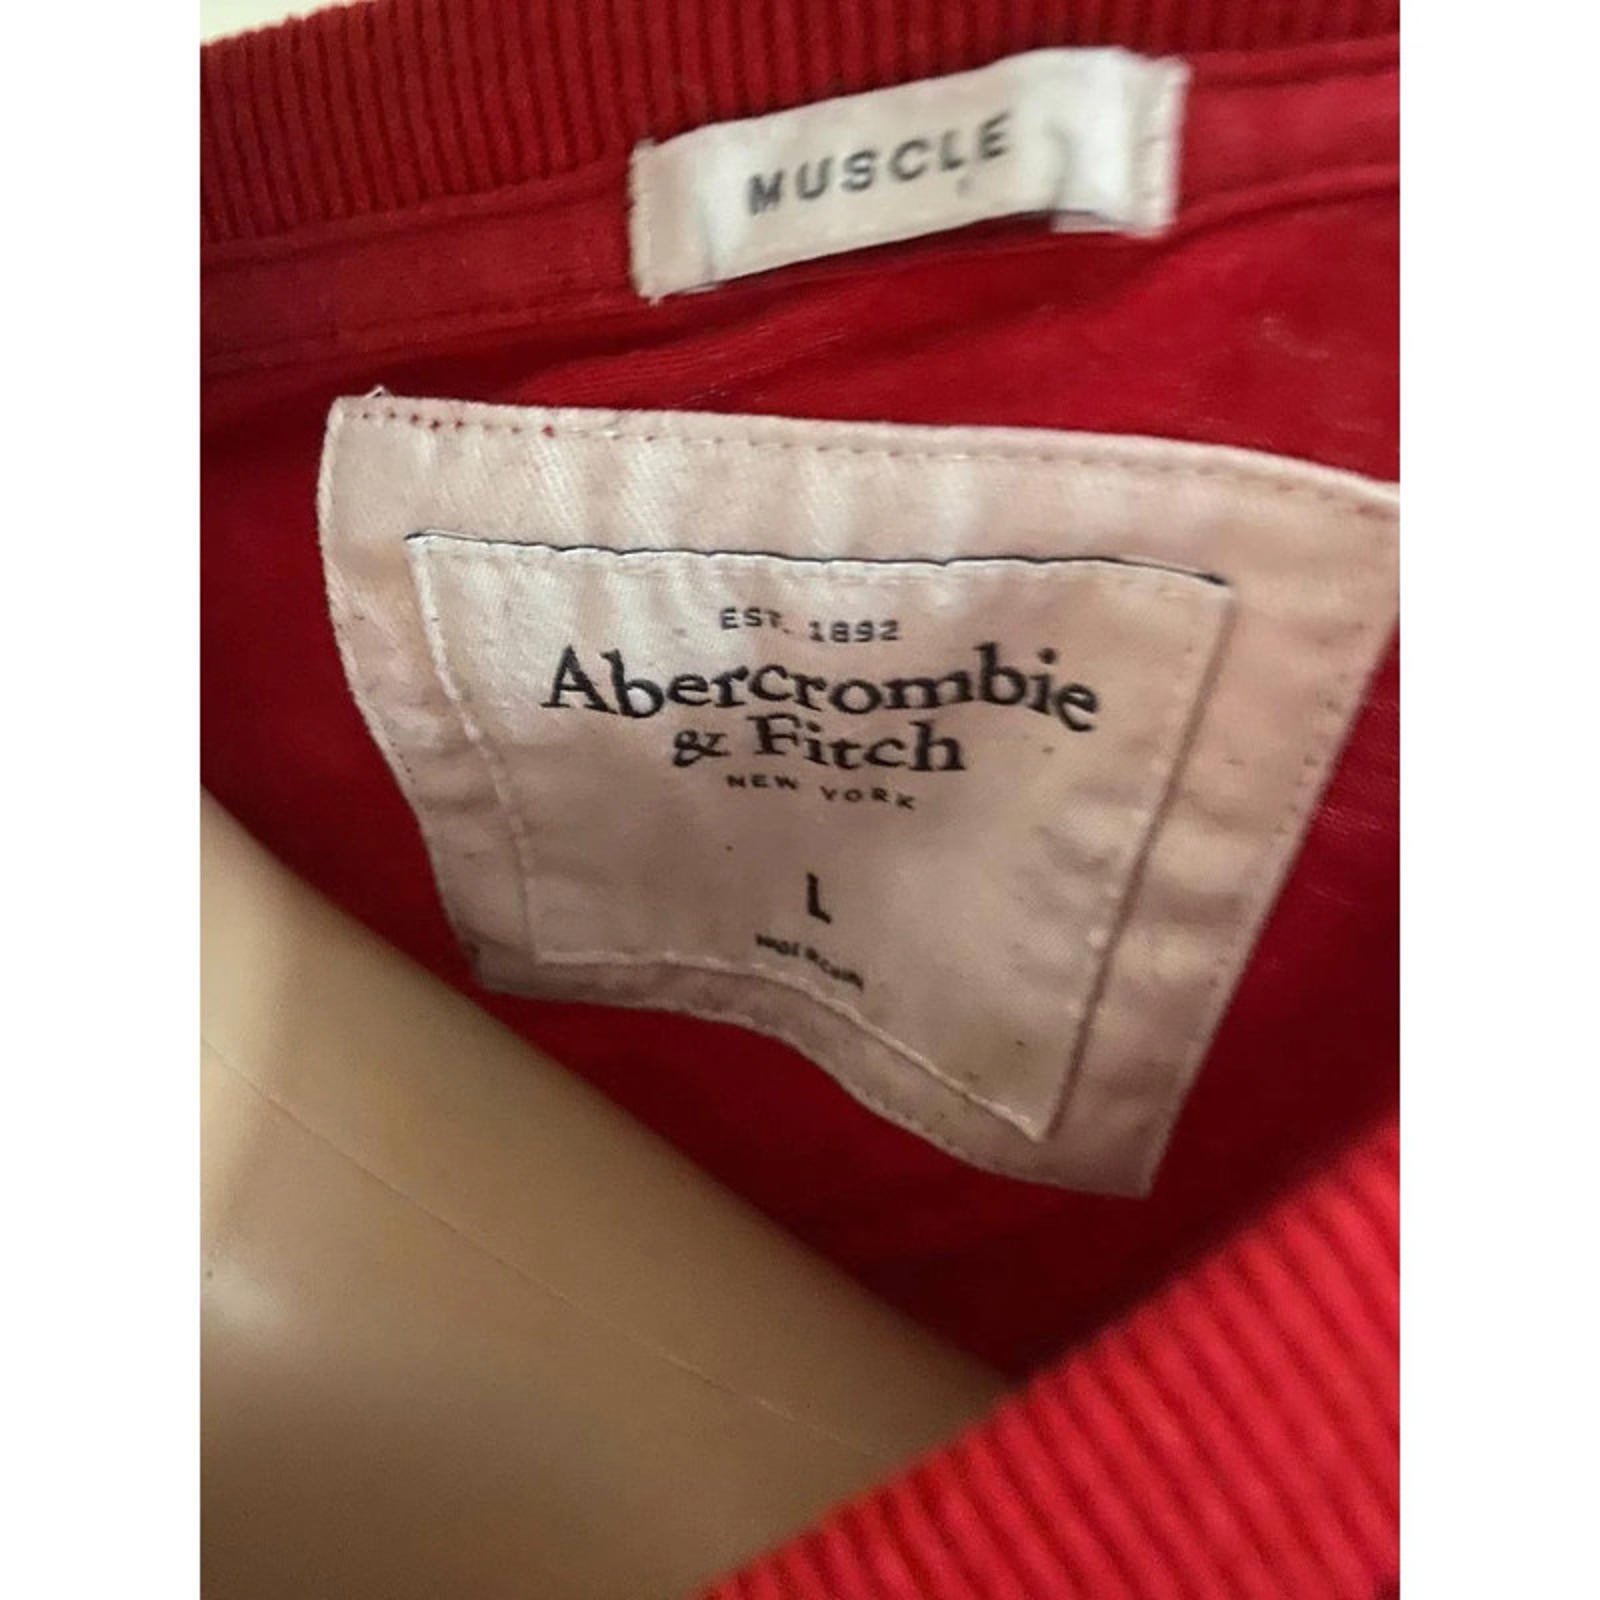 MUSCLE
EST. 1892
Abercrombie
& Fitch
NEW YORK
L